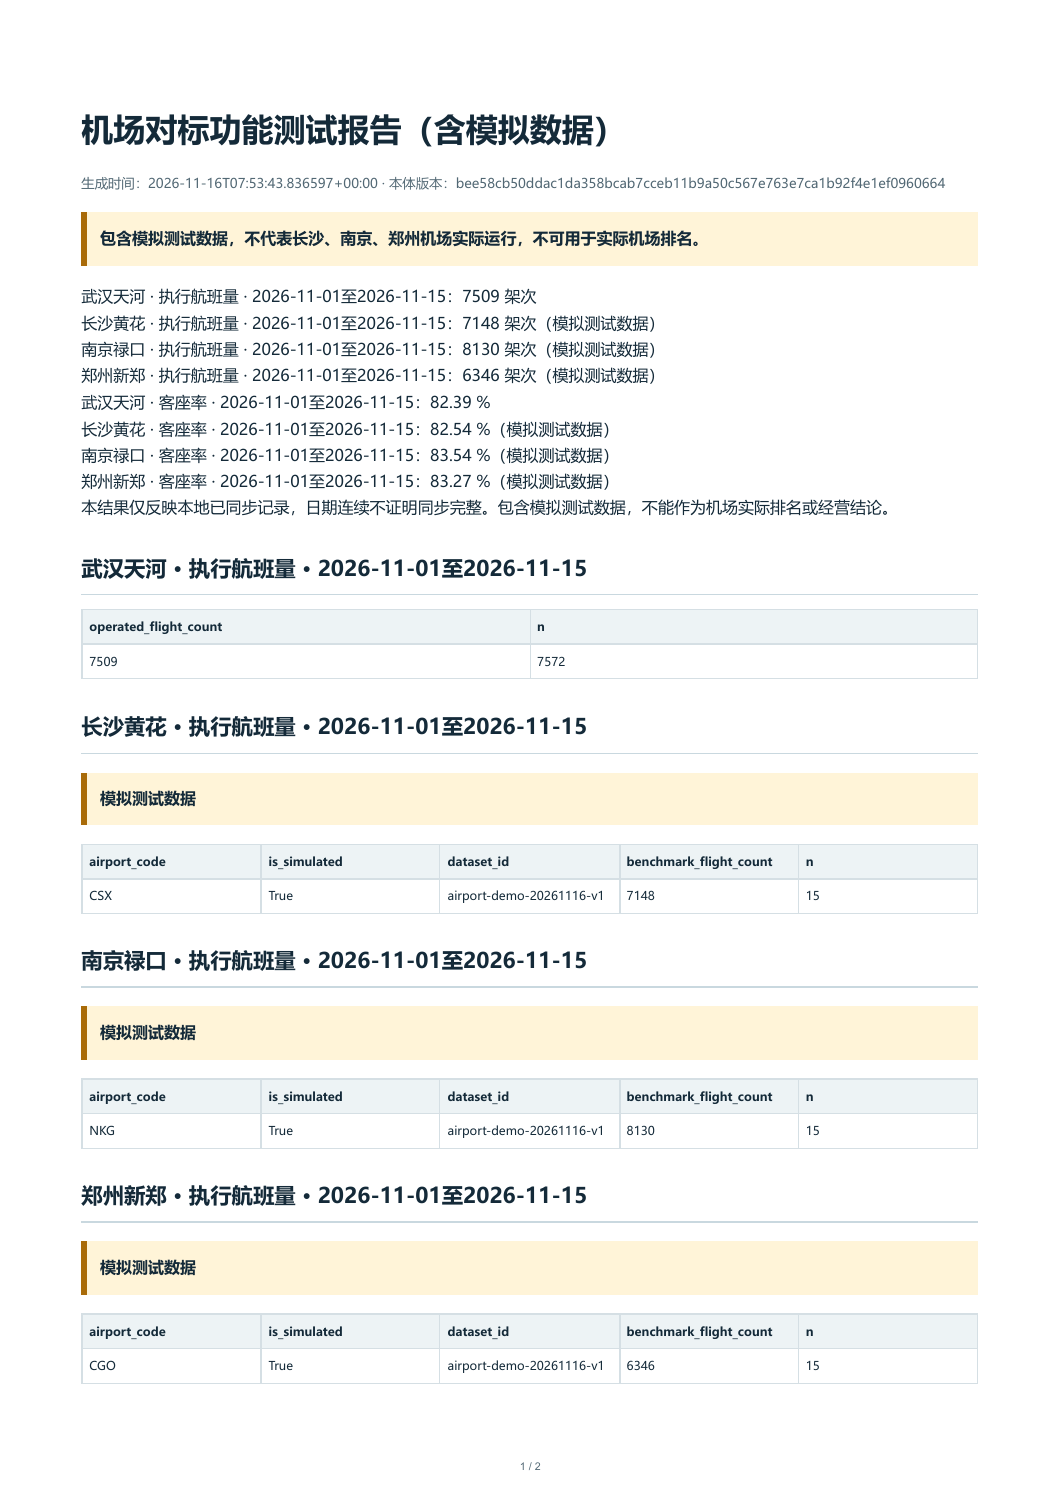 机场对标功能测试报告（含模拟数据）
生成时间：2026-11-16T07:53:43.836597+00:00 · 本体版本：bee58cb50ddac1da358bcab7cceb11b9a50c567e763e7ca1b92f4e1ef0960664
包含模拟测试数据，不代表长沙、南京、郑州机场实际运行，不可用于实际机场排名。
武汉天河 · 执行航班量 · 2026-11-01至2026-11-15：7509 架次
长沙黄花 · 执行航班量 · 2026-11-01至2026-11-15：7148 架次（模拟测试数据）
南京禄口 · 执行航班量 · 2026-11-01至2026-11-15：8130 架次（模拟测试数据）
郑州新郑 · 执行航班量 · 2026-11-01至2026-11-15：6346 架次（模拟测试数据）
武汉天河 · 客座率 · 2026-11-01至2026-11-15：82.39 %
长沙黄花 · 客座率 · 2026-11-01至2026-11-15：82.54 %（模拟测试数据）
南京禄口 · 客座率 · 2026-11-01至2026-11-15：83.54 %（模拟测试数据）
郑州新郑 · 客座率 · 2026-11-01至2026-11-15：83.27 %（模拟测试数据）
本结果仅反映本地已同步记录，日期连续不证明同步完整。包含模拟测试数据，不能作为机场实际排名或经营结论。
武汉天河 · 执行航班量 · 2026-11-01至2026-11-15
operated_flight_count n
7509 7572
长沙黄花 · 执行航班量 · 2026-11-01至2026-11-15
模拟测试数据
airport_code is_simulated dataset_id benchmark_flight_count n
CSX True airport-demo-20261116-v1 7148 15
南京禄口 · 执行航班量 · 2026-11-01至2026-11-15
模拟测试数据
airport_code is_simulated dataset_id benchmark_flight_count n
NKG True airport-demo-20261116-v1 8130 15
郑州新郑 · 执行航班量 · 2026-11-01至2026-11-15
模拟测试数据
airport_code is_simulated dataset_id benchmark_flight_count n
CGO True airport-demo-20261116-v1 6346 15
1 / 2